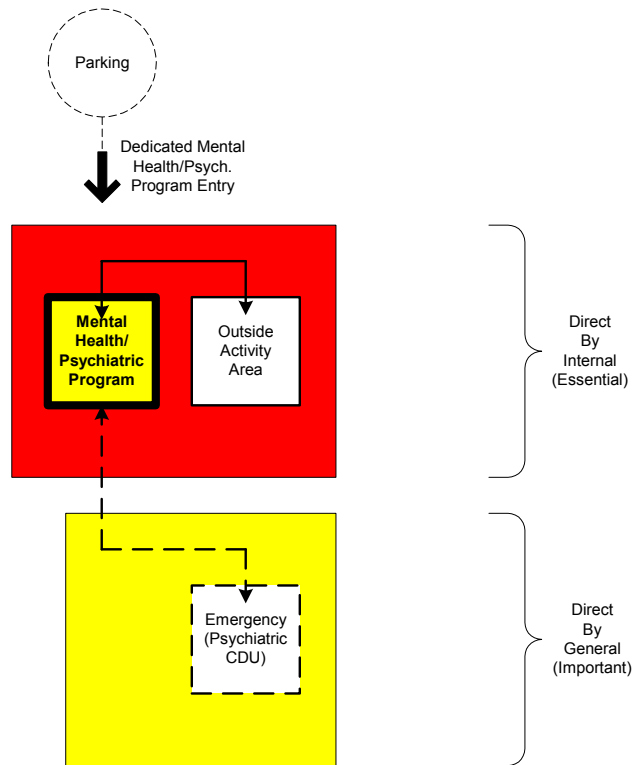 Parking
Dedicated Mental
Health/Psych.
Program Entry
Mental
Health/
Psychiatric
Program
Outside
Activity
Area
Direct
By
Internal
(Essential)
Emergency
(Psychiatric
CDU)
Direct
By
General
(Important)